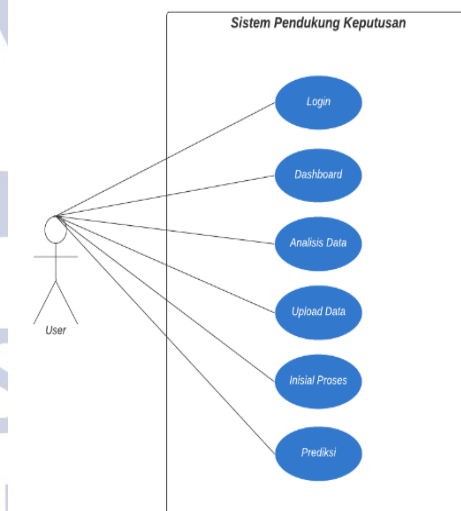 Sistem Pendukung Keputusan
Login
Dashboard
Analisis Data
Upload Data
Inisial Proses
Prediksi
User